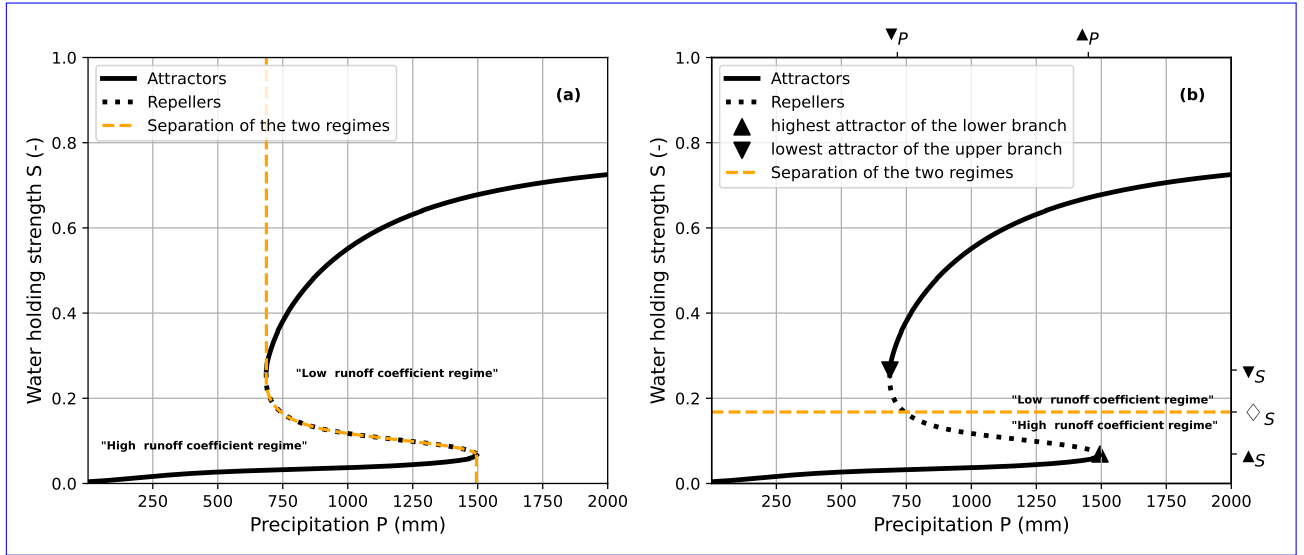 Attractors
Repellers
Separation of the two regimes
(a)
"Low  runoff coefficient regime"
"High  runoff coefficient regime"
Water holding strength S (-)
1.0
0.8
0.6
0.4
0.2
0.0
250 500 750 1000 1250 1500 1750 2000
Precipitation P (mm)
▼P ▲P
Attractors
Repellers
highest attractor of the lower branch
lowest attractor of the upper branch
Separation of the two regimes
(b)
"Low  runoff coefficient regime"
"High  runoff coefficient regime"
▼S
◇S
▲S
Water holding strength S (-)
1.0
0.8
0.6
0.4
0.2
0.0
250 500 750 1000 1250 1500 1750 2000
Precipitation P (mm)